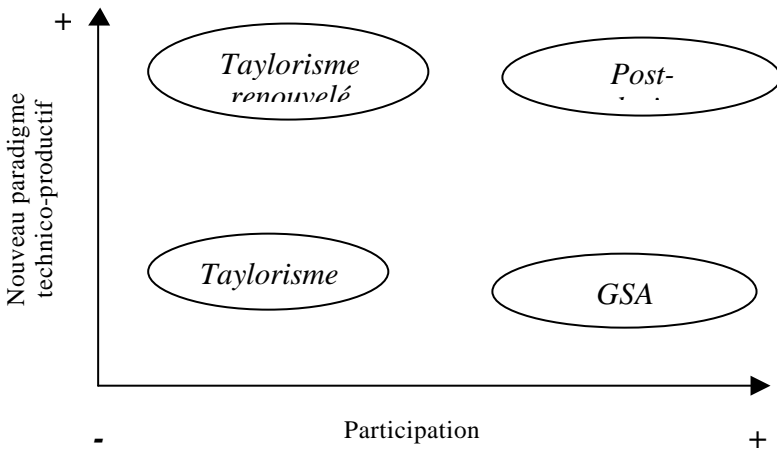 +
Taylorisme
renouvelé
Post-
Nouveau paradigme
technico-productif
Taylorisme
GSA
-
Participation
+